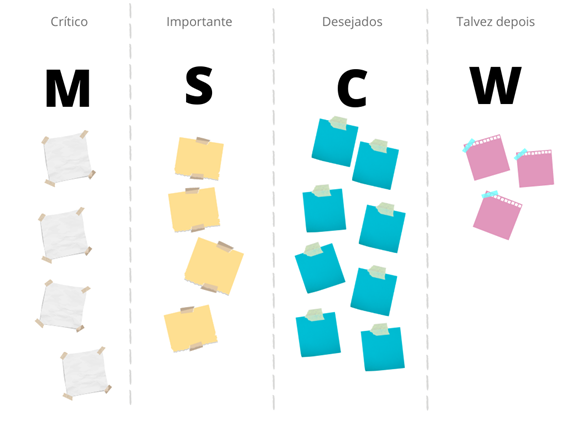 Crítico
Importante
Desejados
Talvez depois
M
S
C
W